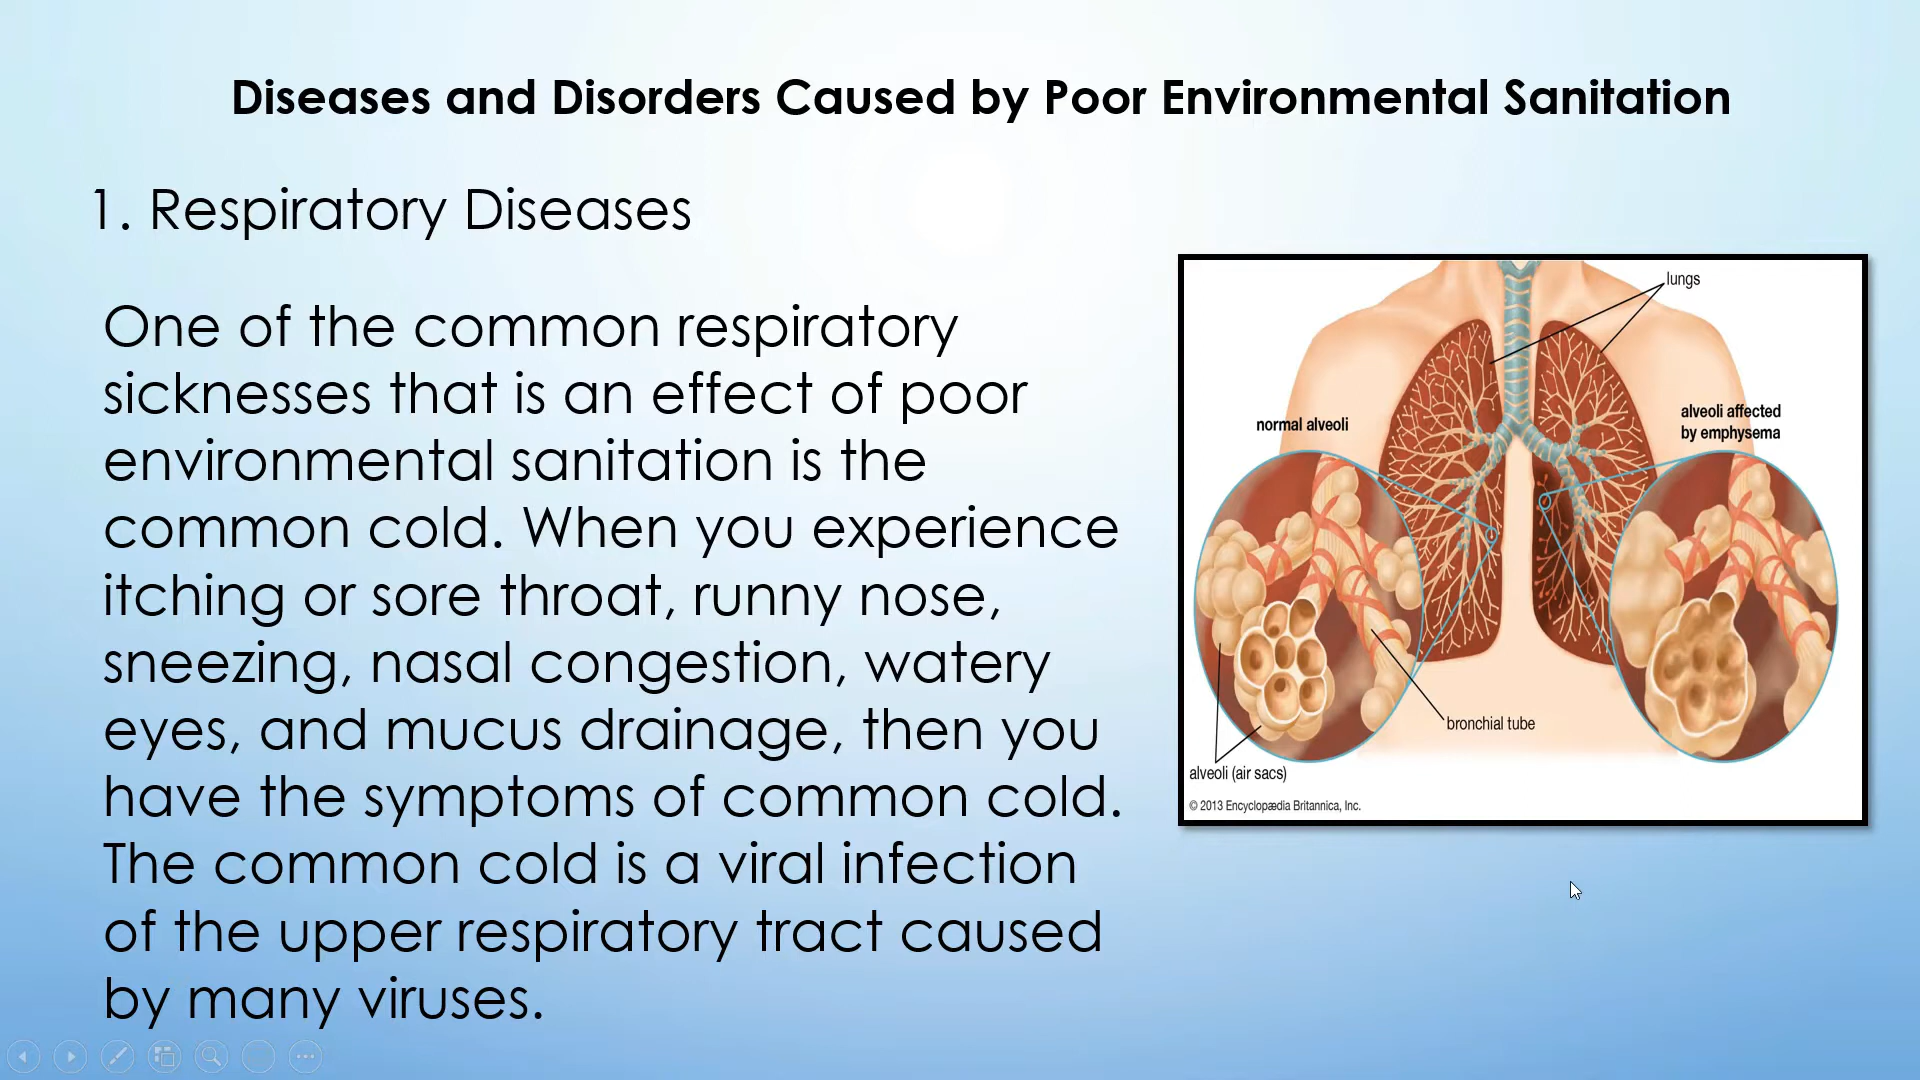 Diseases and Disorders Caused by Poor Environmental Sanitation
1. Respiratory Diseases
One of the common respiratory
sicknesses that is an effect of poor
environmental sanitation is the
common cold. When you experience
itching or sore throat, runny nose,
sneezing, nasal congestion, watery
eyes, and mucus drainage, then you
have the symptoms of common cold.
The common cold is a viral infection
of the upper respiratory tract caused
by many viruses.
lungs
normal alveoli
alveoli affected
by emphysema
bronchial tube
alveoli (air sacs)
© 2013 Encyclopædia Britannica, Inc.